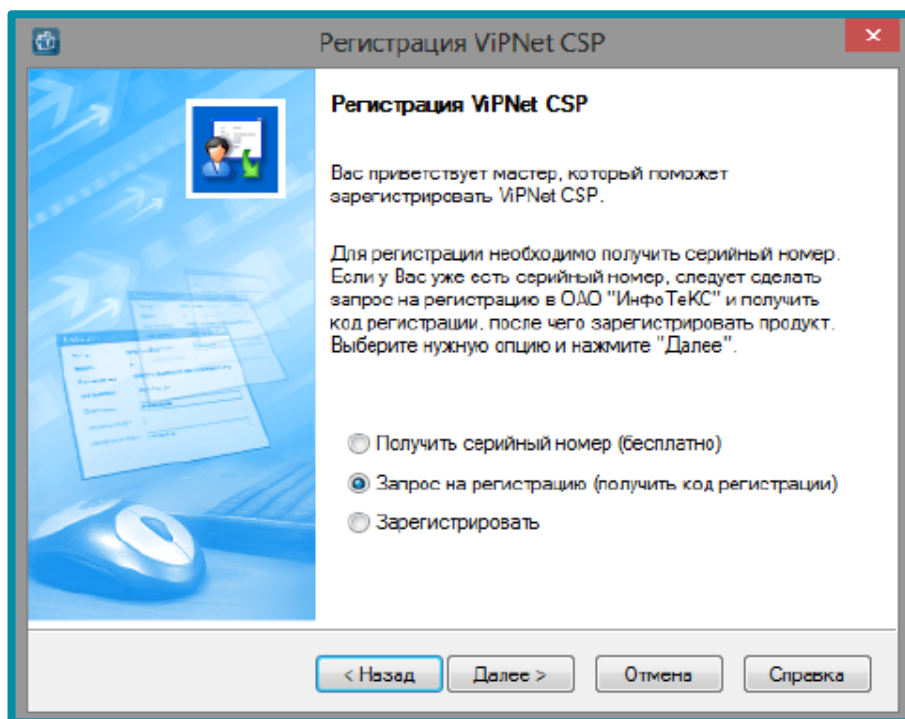 Регистрация ViPNet CSP
Регистрация ViPNet CSP
Вас приветствует мастер, который поможет
зарегистрировать ViPNet CSP.
Для регистрации необходимо получить серийный номер.
Если у Вас уже есть серийный номер, следует сделать
запрос на регистрацию в ОАО "ИнфоТеКС" и получить
код регистрации, после чего зарегистрировать продукт.
Выберите нужную опцию и нажмите "Далее".
Получить серийный номер (бесплатно)
Запрос на регистрацию (получить код регистрации)
Зарегистрировать
< Назад
Далее >
Отмена
Справка